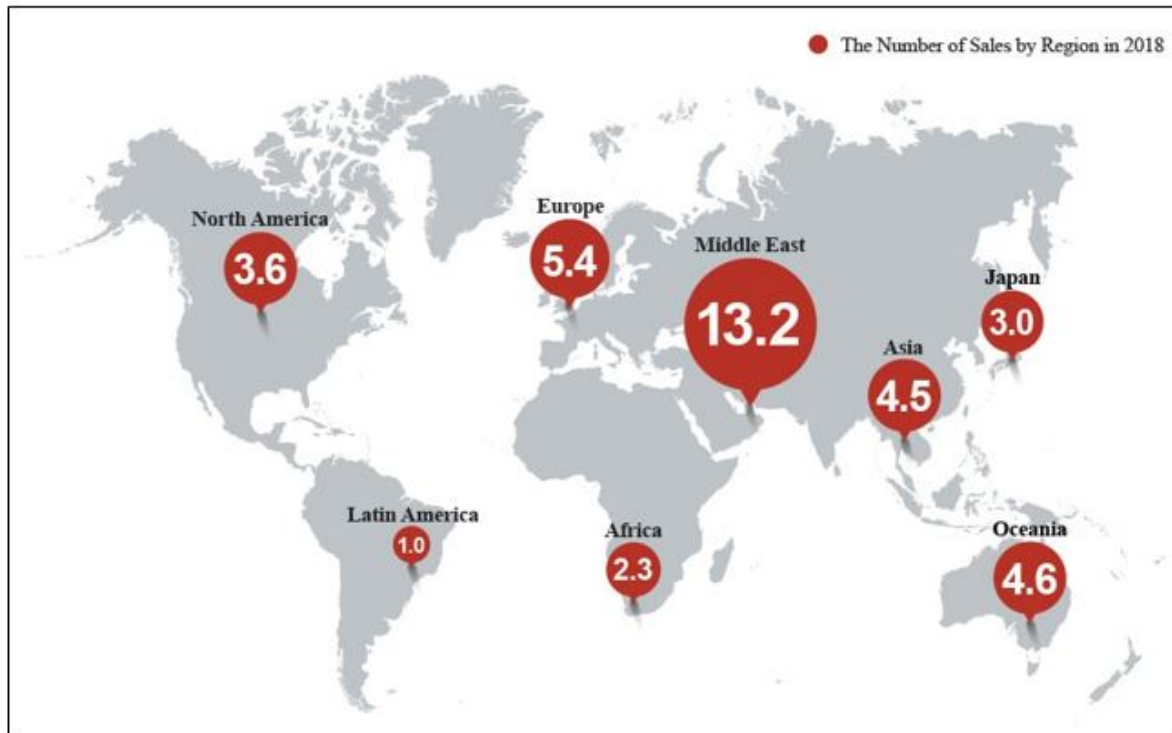 The Number of Sales by Region in 2018
North America
3.6
Europe
5.4
Middle East
13.2
Japan
3.0
Asia
4.5
Latin America
1.0
Africa
2.3
Oceania
4.6